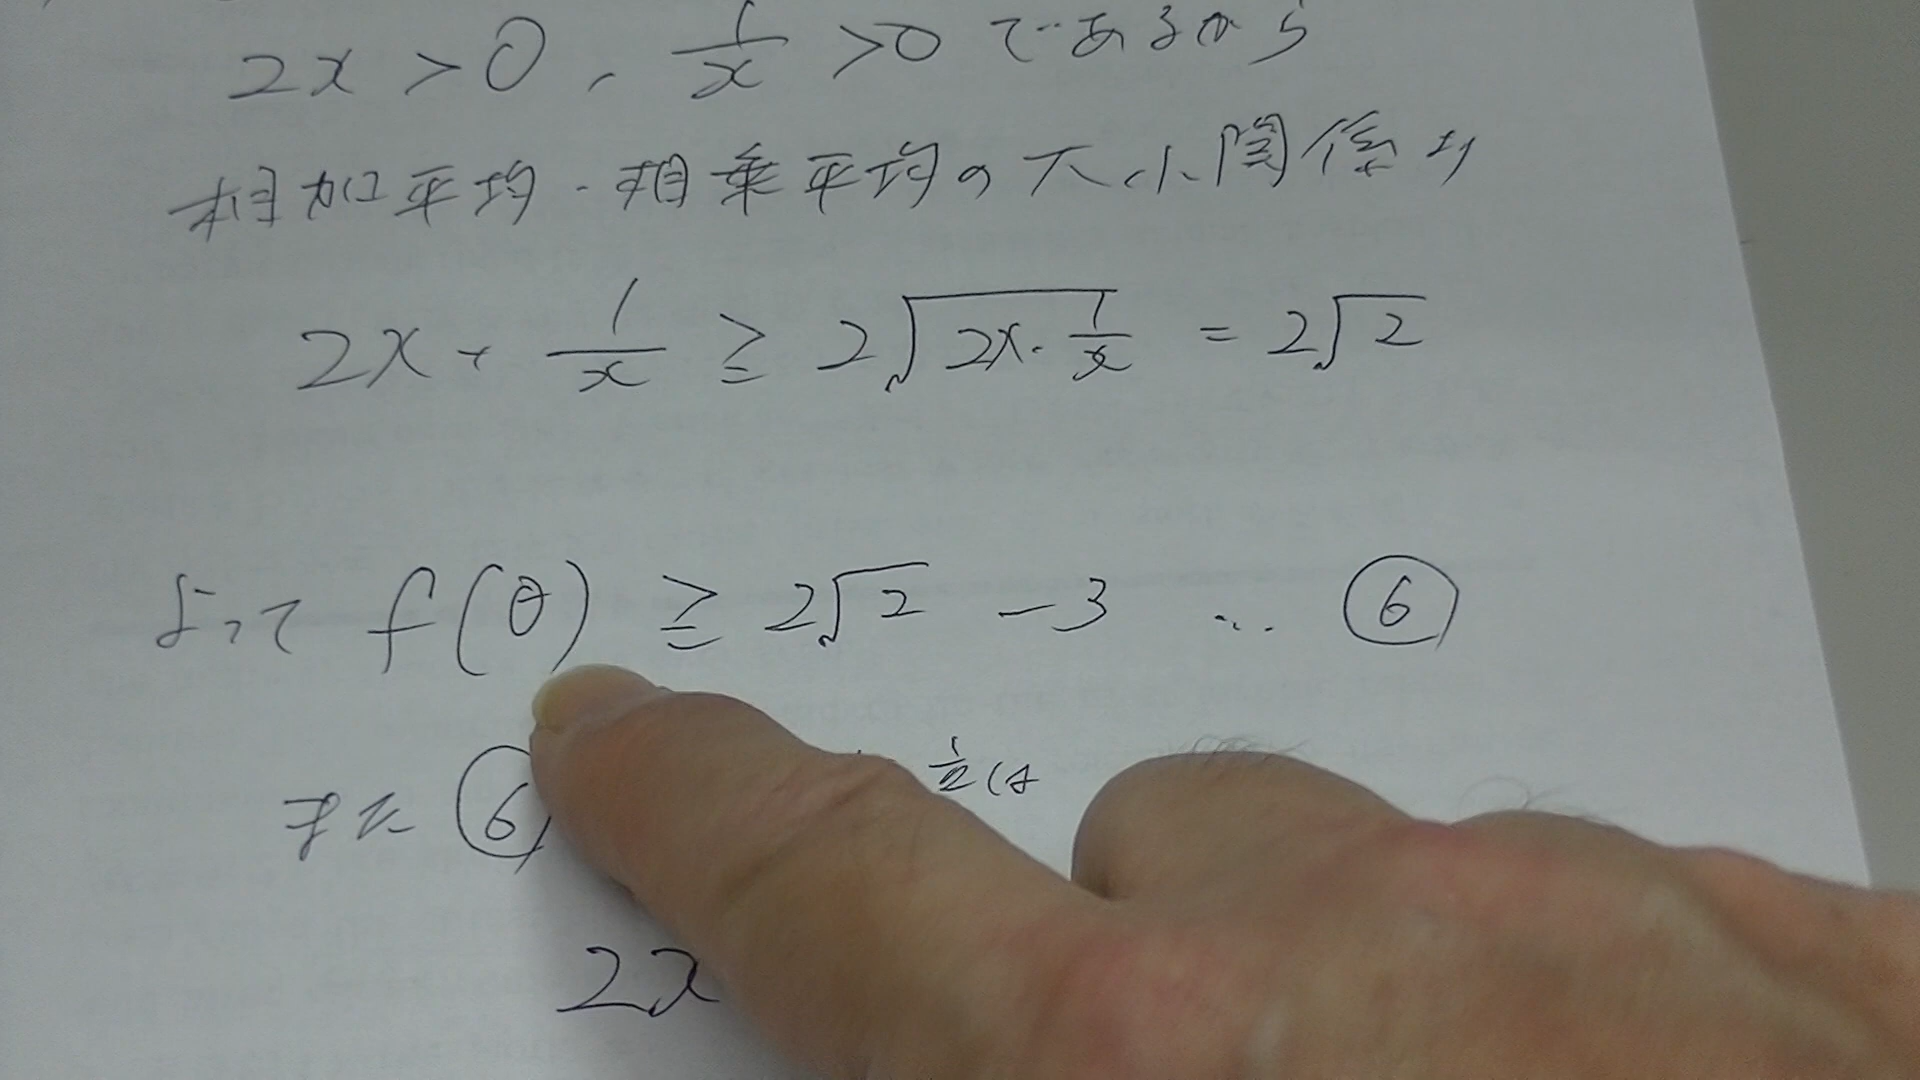 2x > 0 , 1/x > 0 であるから
相加平均・相乗平均の大小関係より
2x + 1/x ≧ 2√(2x・1/x) = 2√2
よって f(θ) ≧ 2√2 - 3 … ⑥
また ⑥
2x